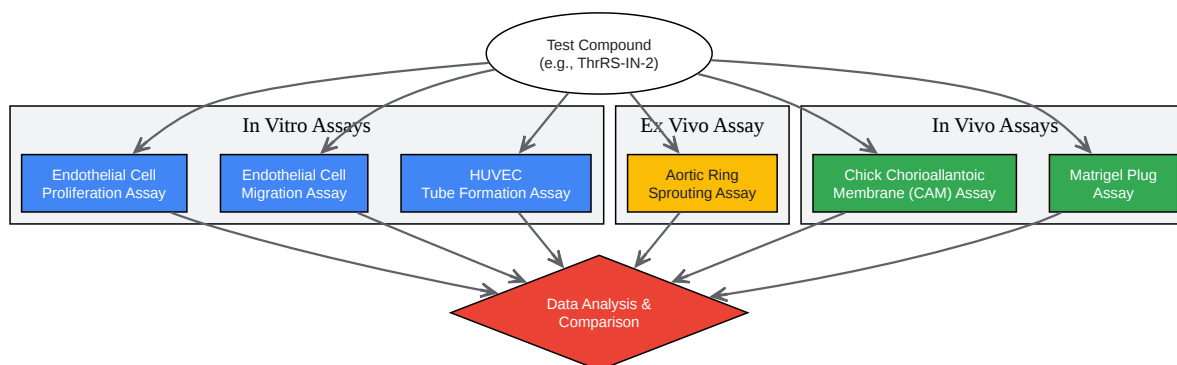 Test Compound
(e.g., ThrRS-IN-2)
In Vitro Assays
Endothelial Cell
Proliferation Assay
Endothelial Cell
Migration Assay
HUVEC
Tube Formation Assay
Ex Vivo Assay
Aortic Ring
Sprouting Assay
In Vivo Assays
Chick Chorioallantoic
Membrane (CAM) Assay
Matrigel Plug
Assay
Data Analysis &
Comparison